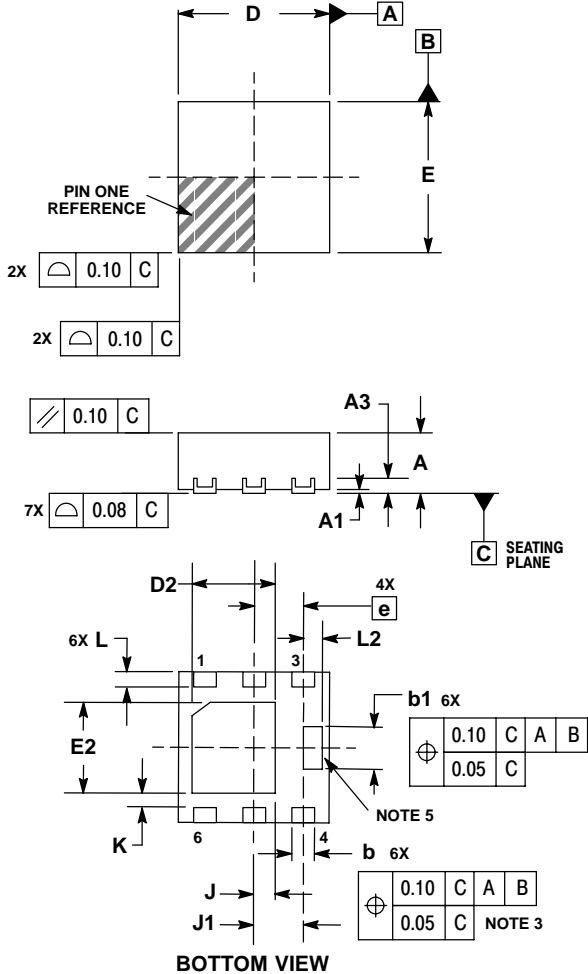 D
A
B
E
PIN ONE
REFERENCE
2X 0.10 C
2X 0.10 C
0.10 C
A3
A
7X 0.08 C
A1
C SEATING
PLANE
D2
4X
e
6X L
L2
1 3
b1 6X
0.10 C A B
0.05 C
E2
NOTE 5
K
6 4
b 6X
J
0.10 C A B
0.05 C NOTE 3
J1
BOTTOM VIEW